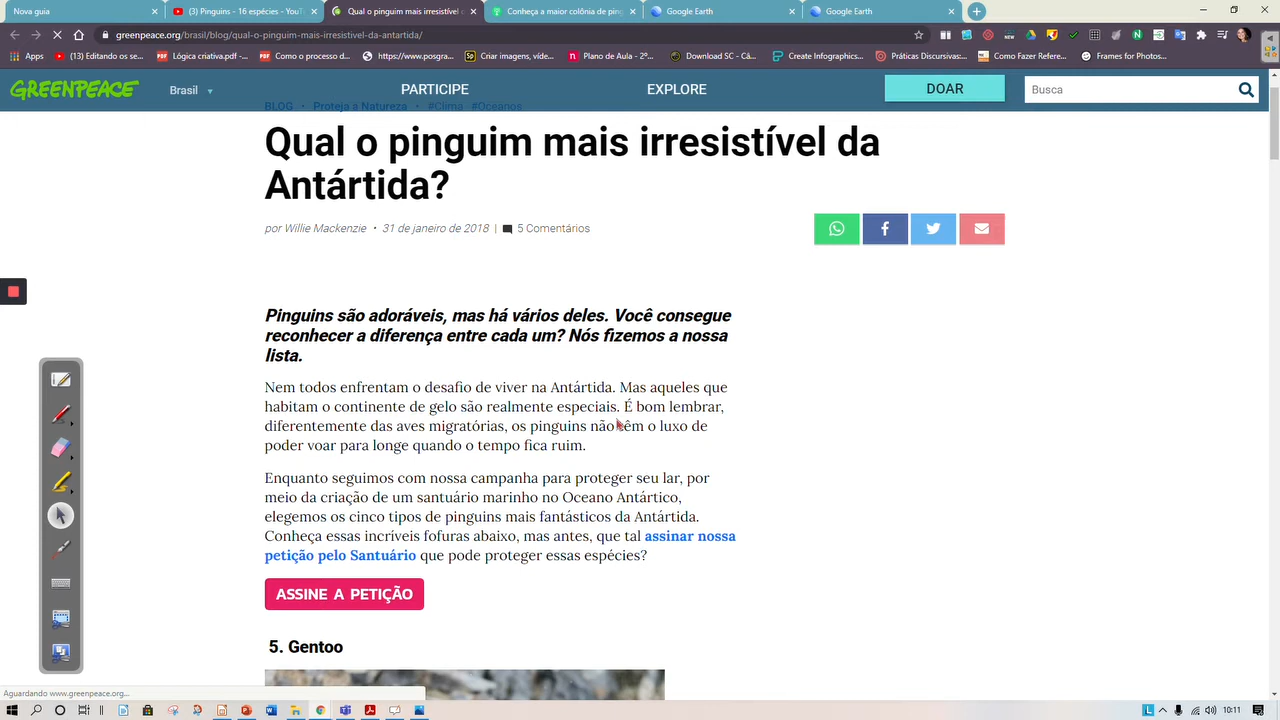 Nova guia
(3) Pinguins - 16 espécies - YouT
Qual o pinguim mais irresistível
Conheça a maior colônia de ping
Google Earth
Google Earth
greenpeace.org/brasil/blog/qual-o-pinguim-mais-irresistivel-da-antartida/
Apps
(13) Editando os se...
Lógica criativa.pdf...
Como o processo d...
https://www.posgra...
Criar imagens, víde...
Plano de Aula - 2º...
Download SC – Câ...
Create Infographics...
Práticas Discursiva...
Como Fazer Referê...
Frames for Photos...
GREENPEACE
Brasil
PARTICIPE
EXPLORE
DOAR
Busca
BLOG • Proteja a Natureza • #Clima #Oceanos
Qual o pinguim mais irresistível da
Antártida?
por Willie Mackenzie • 31 de janeiro de 2018 | 5 Comentários
Pinguins são adoráveis, mas há vários deles. Você consegue
reconhecer a diferença entre cada um? Nós fizemos a nossa
lista.
Nem todos enfrentam o desafio de viver na Antártida. Mas aqueles que
habitam o continente de gelo são realmente especiais. É bom lembrar,
diferentemente das aves migratórias, os pinguins não têm o luxo de
poder voar para longe quando o tempo fica ruim.
Enquanto seguimos com nossa campanha para proteger seu lar, por
meio da criação de um santuário marinho no Oceano Antártico,
elegemos os cinco tipos de pinguins mais fantásticos da Antártida.
Conheça essas incríveis fofuras abaixo, mas antes, que tal assinar nossa
petição pelo Santuário que pode proteger essas espécies?
ASSINE A PETIÇÃO
5. Gentoo
Aguardando www.greenpeace.org...
10:11